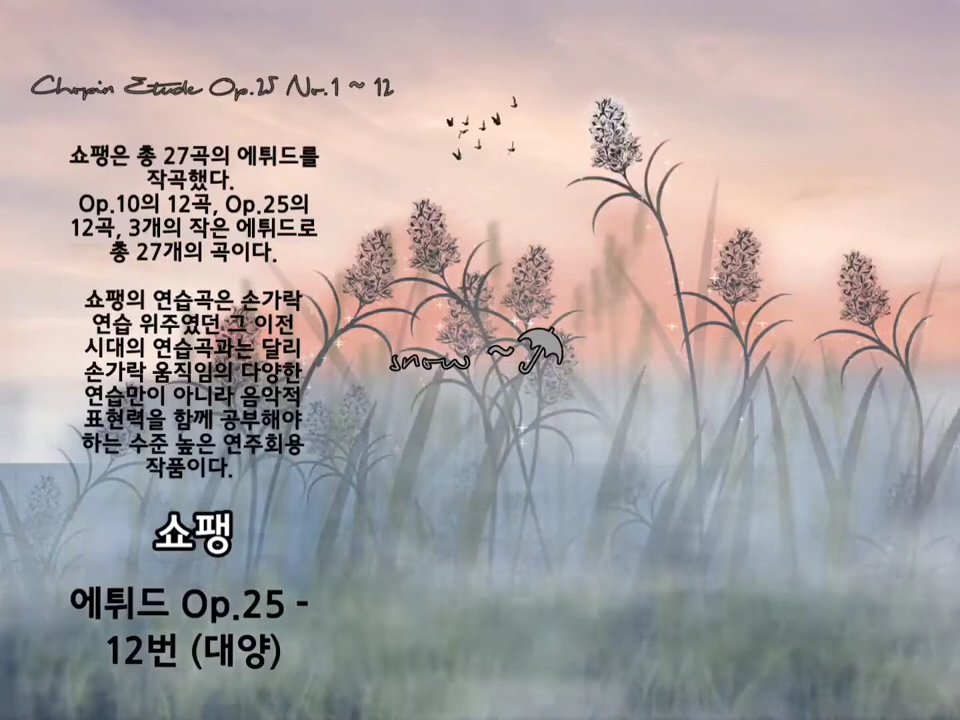 Chopin Etude Op.25 No.1 ~ 12
쇼팽은 총 27곡의 에튀드를
작곡했다.
Op.10의 12곡, Op.25의
12곡, 3개의 작은 에튀드로
총 27개의 곡이다.
쇼팽의 연습곡은 손가락
연습 위주였던 그 이전
시대의 연습곡과는 달리
손가락 움직임의 다양한
연습만이 아니라 음악적
표현력을 함께 공부해야
하는 수준 높은 연주회용
작품이다.
snow ~
쇼팽
에튀드 Op.25 -
12번 (대양)